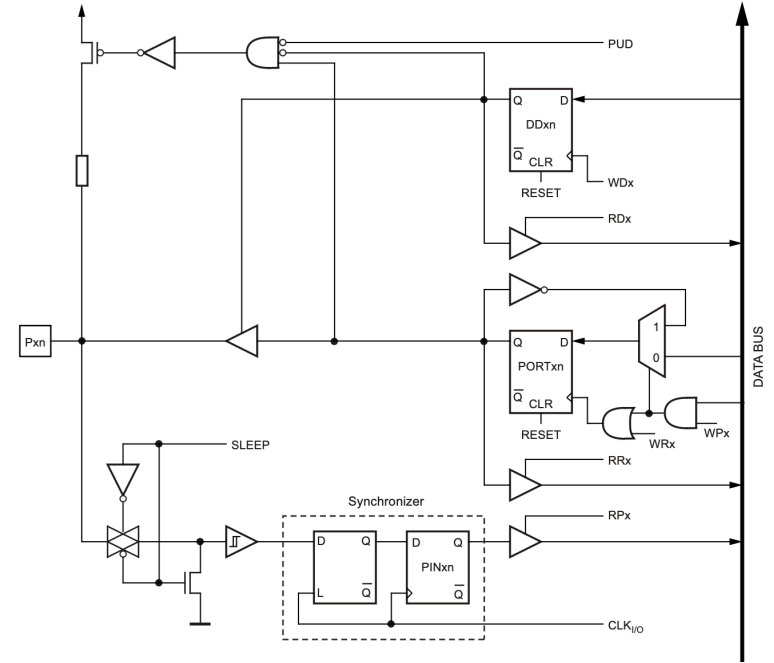 PUD
Q D
DDxn
Q CLR
WDx
RESET
RDx
Pxn
1
Q D
0
PORTxn
Q CLR
RESET
WRx
WPx
DATA BUS
SLEEP
RRx
Synchronizer
RPx
D Q
D Q
PINxn
L Q
Q
CLKI/O